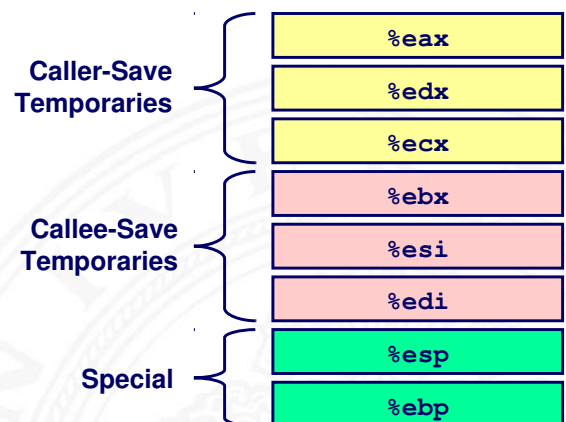 Caller-Save
Temporaries
%eax
%edx
%ecx
Callee-Save
Temporaries
%ebx
%esi
%edi
Special
%esp
%ebp